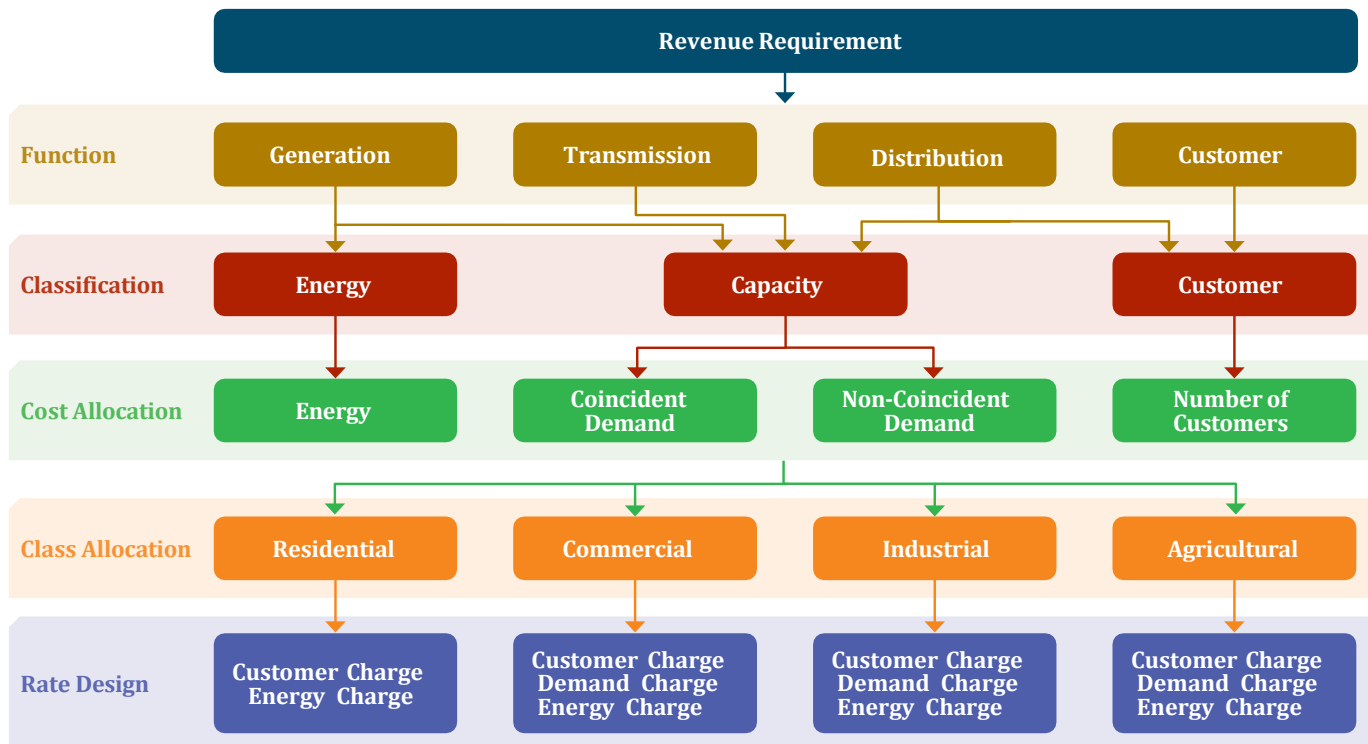 Revenue Requirement
Function
Generation
Transmission
Distribution
Customer
Classification
Energy
Capacity
Customer
Cost Allocation
Energy
Coincident
Demand
Non-Coincident
Demand
Number of
Customers
Class Allocation
Residential
Commercial
Industrial
Agricultural
Rate Design
Customer Charge
Energy Charge
Customer Charge
Demand Charge
Energy Charge
Customer Charge
Demand Charge
Energy Charge
Customer Charge
Demand Charge
Energy Charge